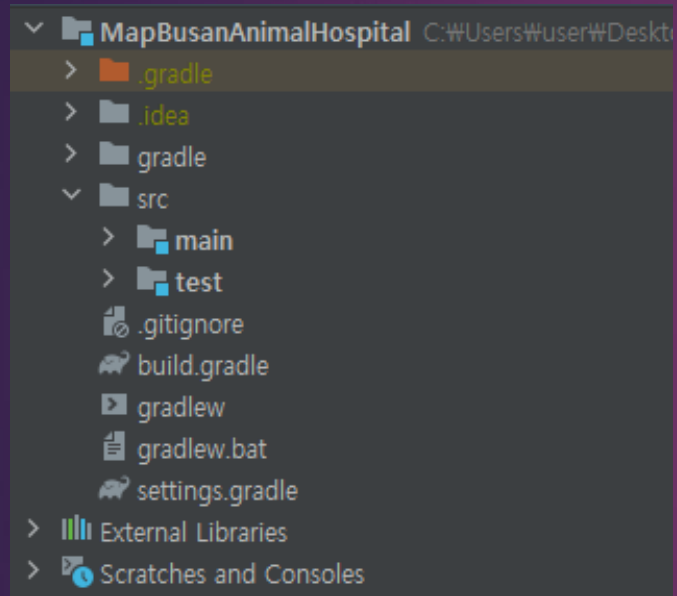 MapBusanAnimalHospital C:₩Users₩user₩Deskt
.gradle
.idea
gradle
src
main
test
.gitignore
build.gradle
gradlew
gradlew.bat
settings.gradle
External Libraries
Scratches and Consoles